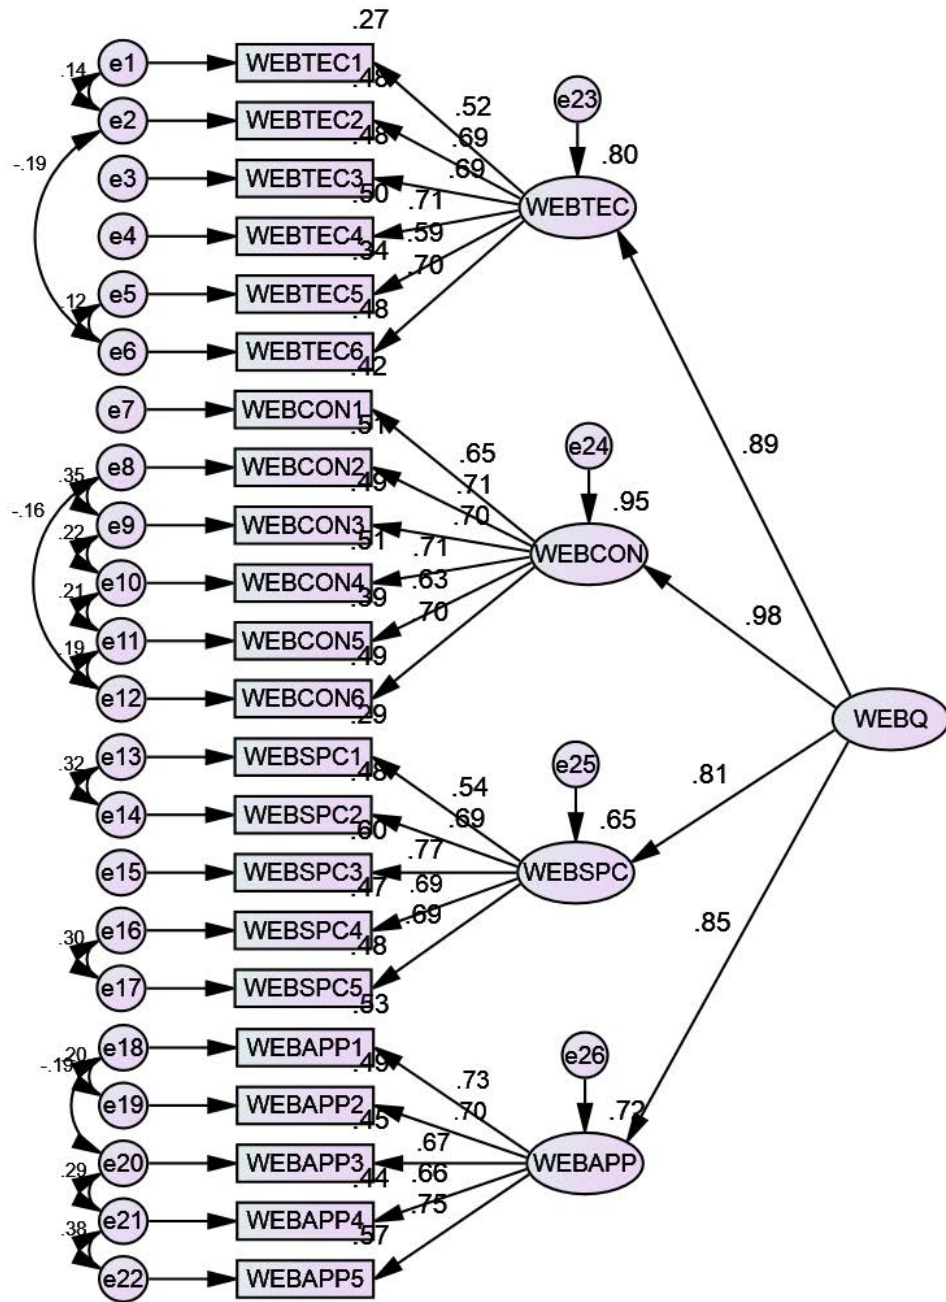 .27
e1 WEBTEC1
.14 .48
e23
e2 WEBTEC2 .52
.48 .69 .80
-.19 e3 WEBTEC3 .69
.50 .71 WEBTEC
e4 WEBTEC4 .59
.34 .70
.12 e5 WEBTEC5
.48
e6 WEBTEC6
.42
e7 WEBCON1
.51 .89
e24
e8 WEBCON2 .65
.35 .49 .71 .95
-.16 e9 WEBCON3 .70
.22 .51 .71 WEBCON
e10 WEBCON4 .63
.21 .39 .70 .98
e11 WEBCON5
.19 .49
e12 WEBCON6
.29 WEBQ
e13 WEBSPC1
.32 .48 e25
.54 .81
e14 WEBSPC2 .69 .65
.60 .77
e15 WEBSPC3 WEBSPC
.47 .69
e16 WEBSPC4 .69
.30 .48 .85
e17 WEBSPC5
.53
e18 WEBAPP1
.20 e26
-.19 .49 .73
e19 WEBAPP2 .70 .72
.45 .67
e20 WEBAPP3 WEBAPP
.29 .44 .66
e21 WEBAPP4 .75
.38 .57
e22 WEBAPP5